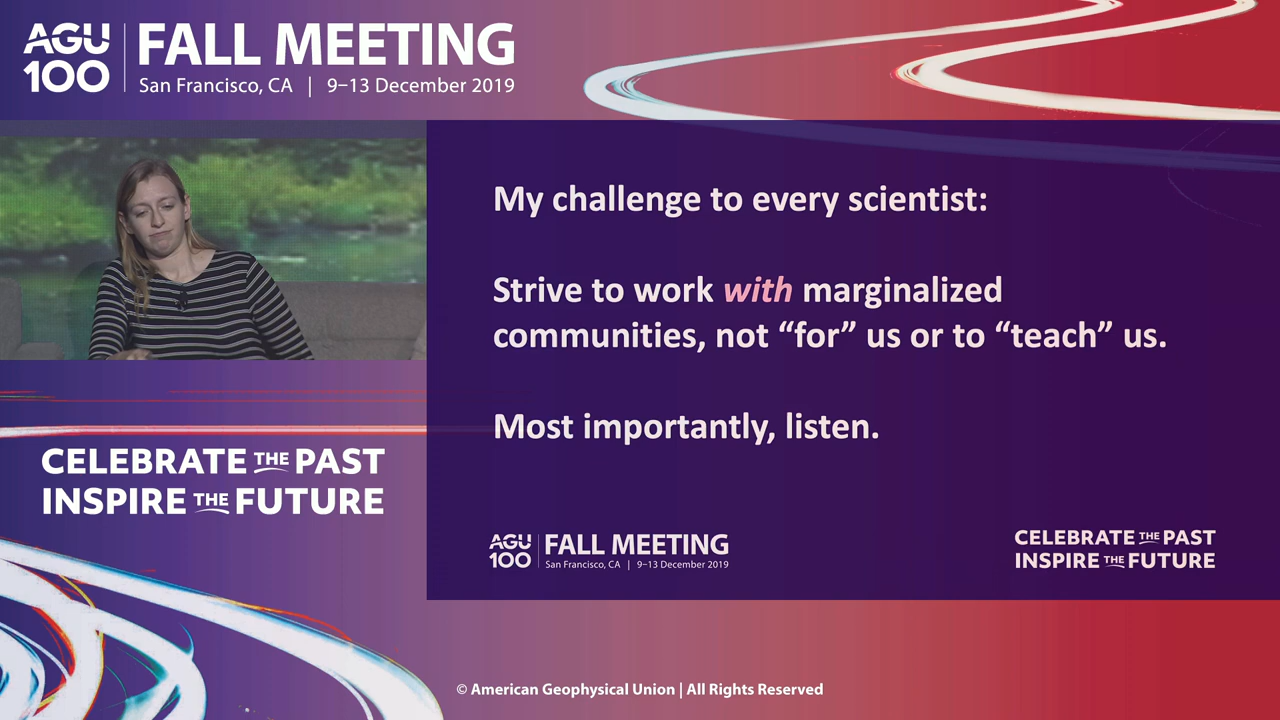 AGU
100
FALL MEETING
San Francisco, CA | 9–13 December 2019
My challenge to every scientist:
Strive to work with marginalized
communities, not “for” us or to “teach” us.
Most importantly, listen.
CELEBRATE THE PAST
INSPIRE THE FUTURE
AGU
100
FALL MEETING
San Francisco, CA | 9–13 December 2019
CELEBRATE THE PAST
INSPIRE THE FUTURE
© American Geophysical Union | All Rights Reserved